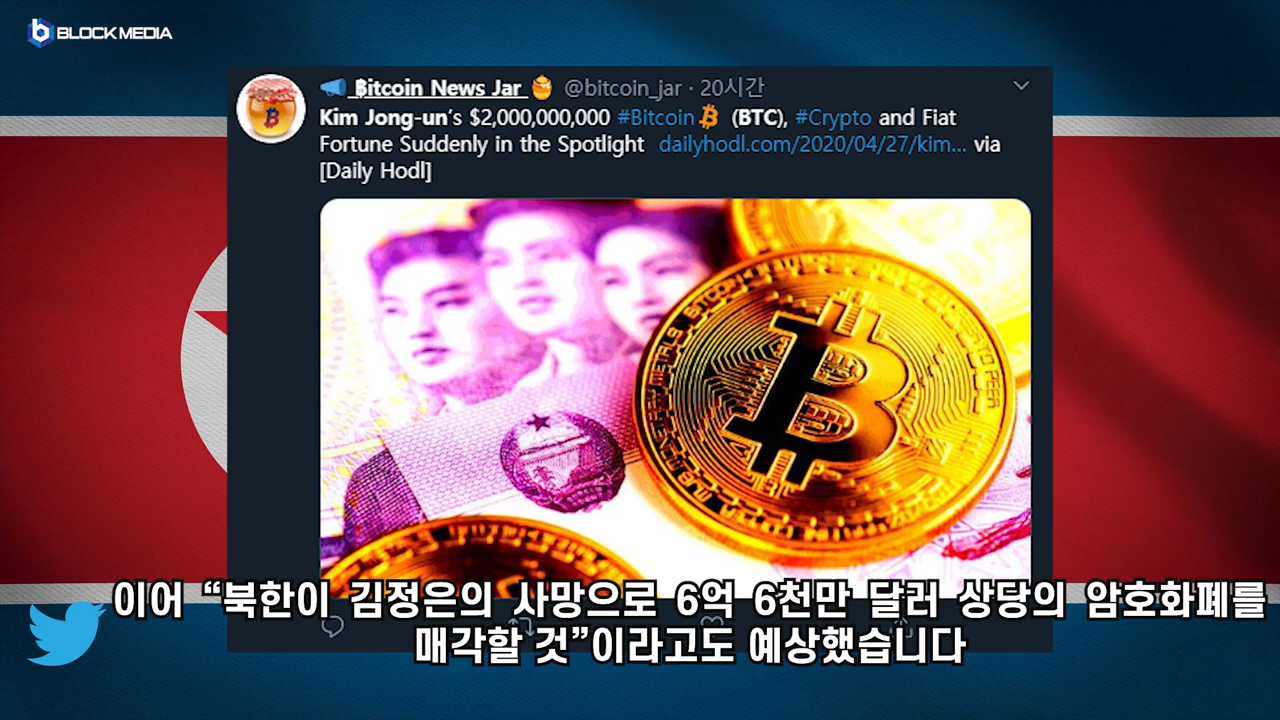 BLOCKMEDIA
₿itcoin News Jar @bitcoin_jar · 20시간
Kim Jong-un's $2,000,000,000 #Bitcoin (BTC), #Crypto and Fiat
Fortune Suddenly in the Spotlight dailyhodl.com/2020/04/27/kim... via
[Daily Hodl]
BITCOIN
이어 “북한이 김정은의 사망으로 6억 6천만 달러 상당의 암호화폐를
매각할 것”이라고도 예상했습니다